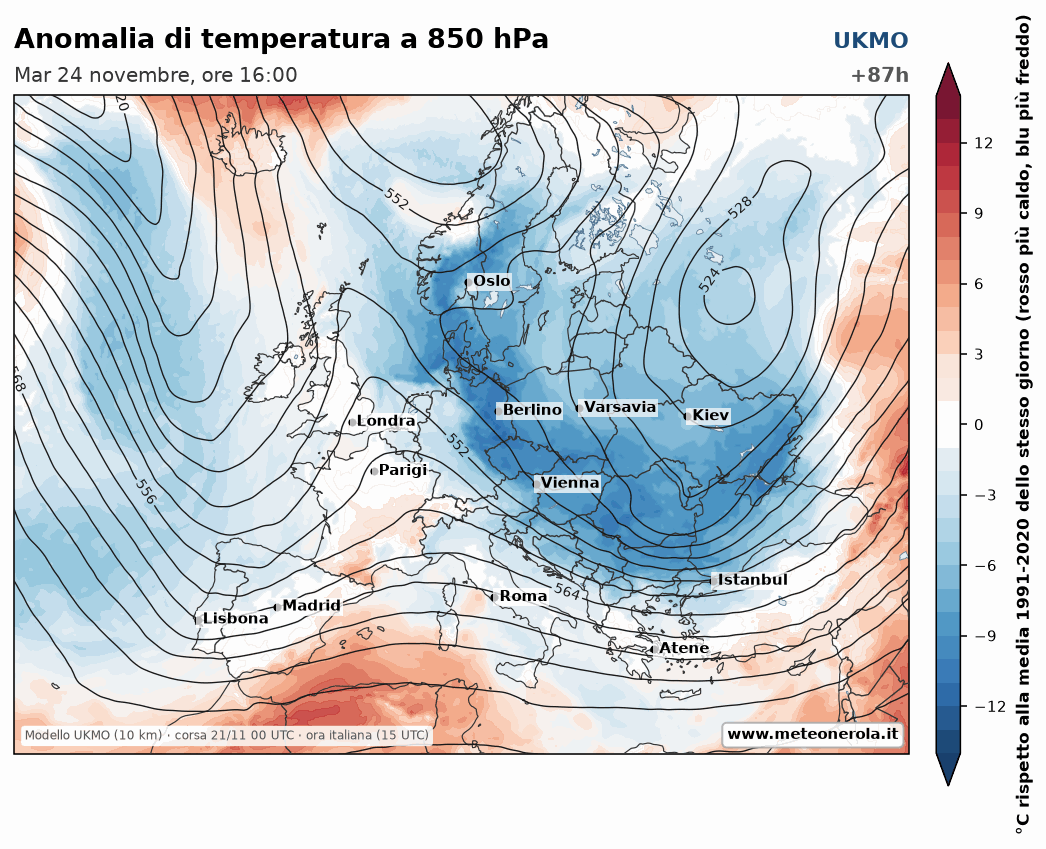 Anomalia di temperatura a 850 hPa
UKMO
Mar 24 novembre, ore 16:00
+87h
20
552
528
524
Oslo
568
Berlino
Varsavia
Kiev
Londra
552
Parigi
Vienna
556
Istanbul
564
Roma
Madrid
Lisbona
Atene
Modello UKMO (10 km) · corsa 21/11 00 UTC · ora italiana (15 UTC)
www.meteonerola.it
12
9
6
3
0
−3
−6
−9
−12
°C rispetto alla media 1991-2020 dello stesso giorno (rosso più caldo, blu più freddo)